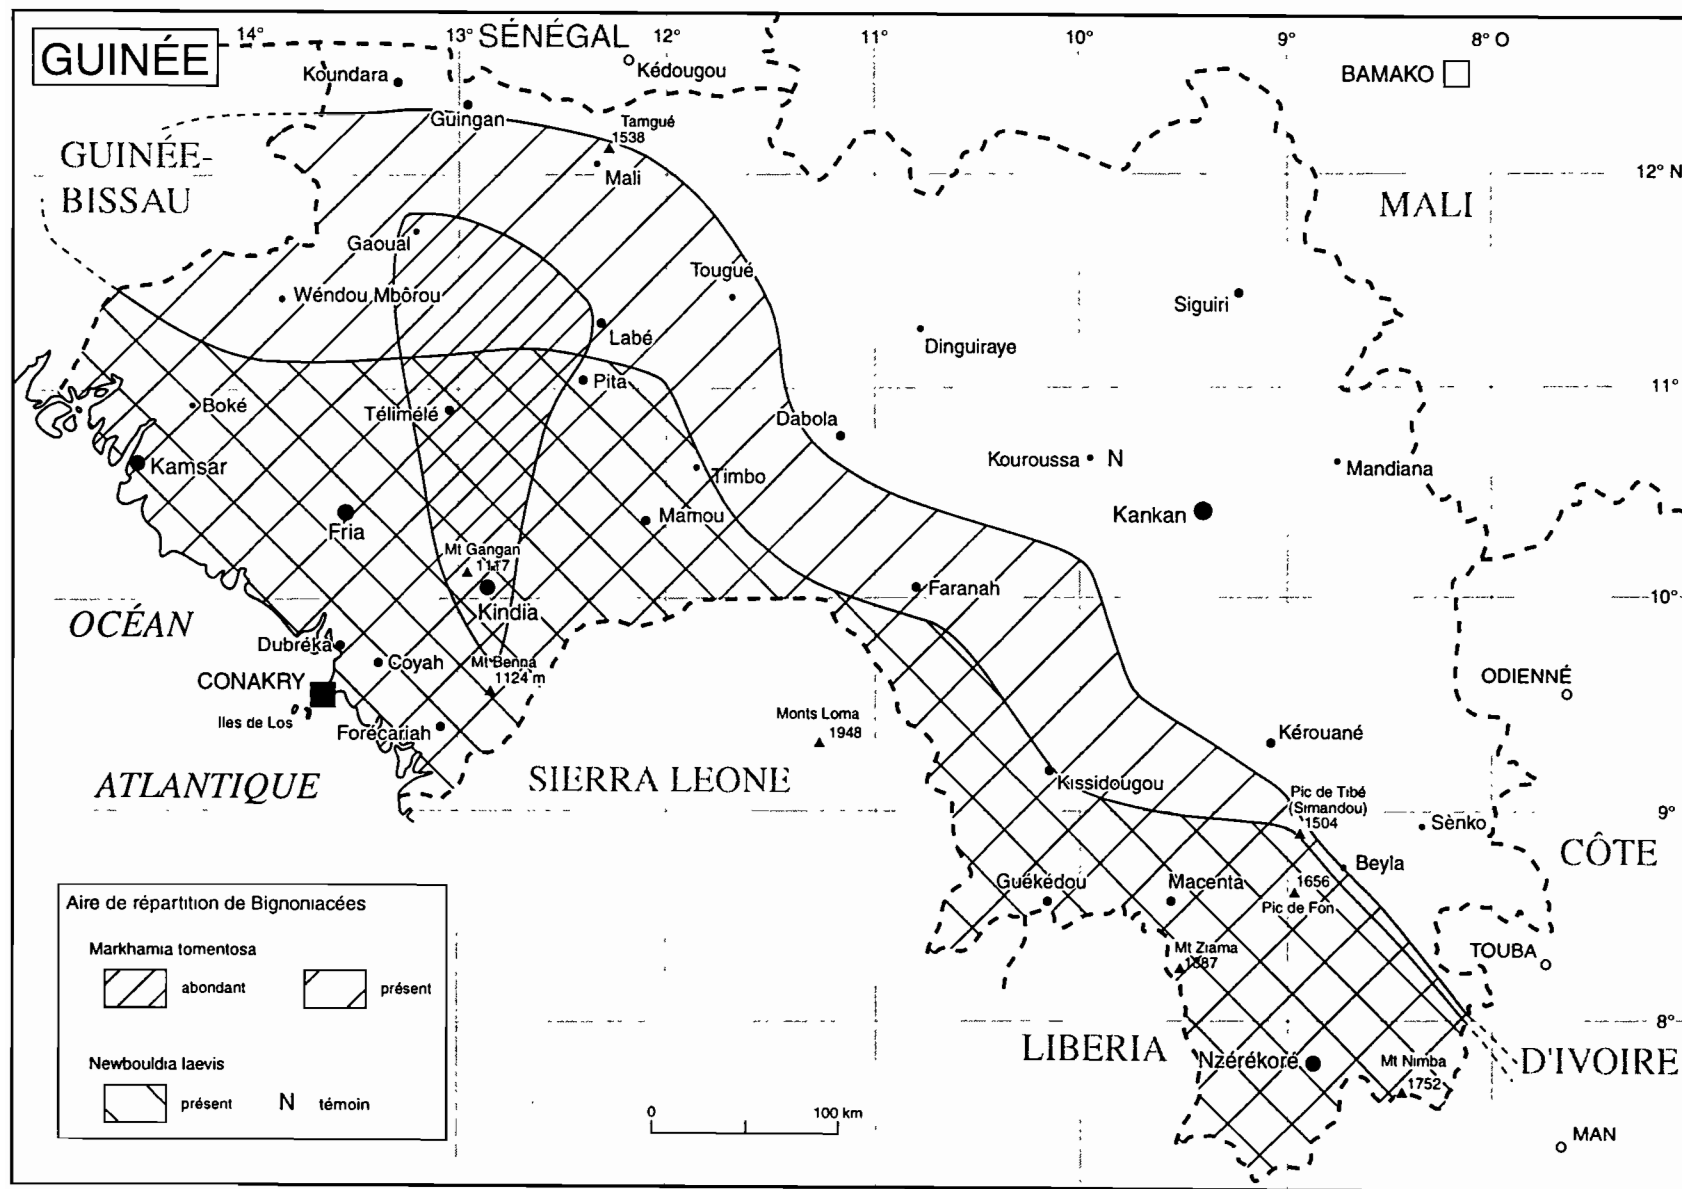 GUINÉE
14°
13°
SÉNÉGAL
12°
11°
10°
9°
8° O
Koundara
Kédougou
BAMAKO
Guingan
Tamgué
1538
GUINÉE-
BISSAU
Mali
12° N
MALI
Gaoual
Tougué
Wéndou Mbôrou
Siguiri
Labé
Dinguiraye
Pita
11°
Boké
Télimélé
Dabola
Kamsar
Timbo
Kouroussa
N
Mandiana
Fria
Mamou
Kankan
Mt Gangan
1117
Kindia
Faranah
10°
OCÉAN
Dubréka
Coyah
Mt Benna
1124 m
CONAKRY
ODIENNÉ
Iles de Los
Forécariah
Monts Loma
1948
Kérouané
ATLANTIQUE
SIERRA LEONE
Kissidougou
Pic de Tibé
(Simandou)
1504
9°
Sènko
CÔTE
Beyla
Guékédou
Macenta
1656
Pic de Fon
Aire de répartition de Bignoniacées
Markhamia tomentosa
abondant
présent
Mt Ziama
1387
TOUBA
8°
LIBERIA
Nzérékoré
Mt Nimba
1752
D'IVOIRE
Newbouldia laevis
présent
N
témoin
0
100 km
MAN